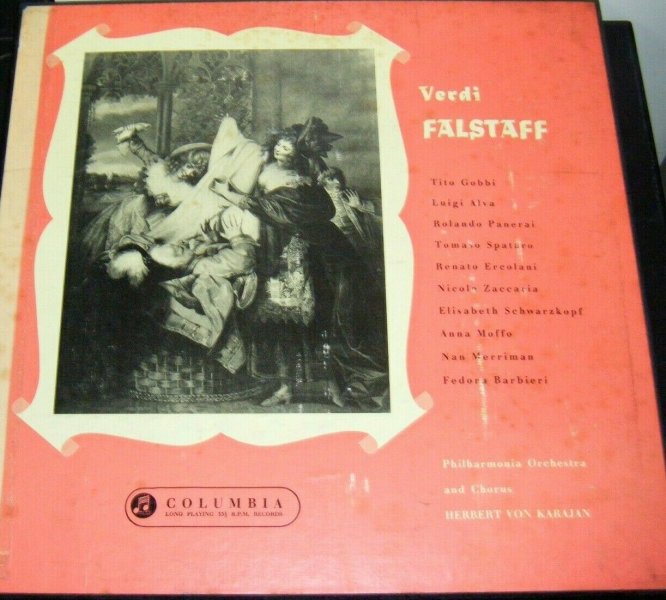 Verdi
FALSTAFF
Tito Gobbi
Luigi Alva
Rolando Panerai
Tomaso Spataro
Renato Ercolani
Nicola Zaccaria
Elisabeth Schwarzkopf
Anna Moffo
Nan Merriman
Fedora Barbieri
Philharmonia Orchestra
and Chorus
HERBERT VON KARAJAN
COLUMBIA
LONG PLAYING 33⅓ R.P.M. RECORDS